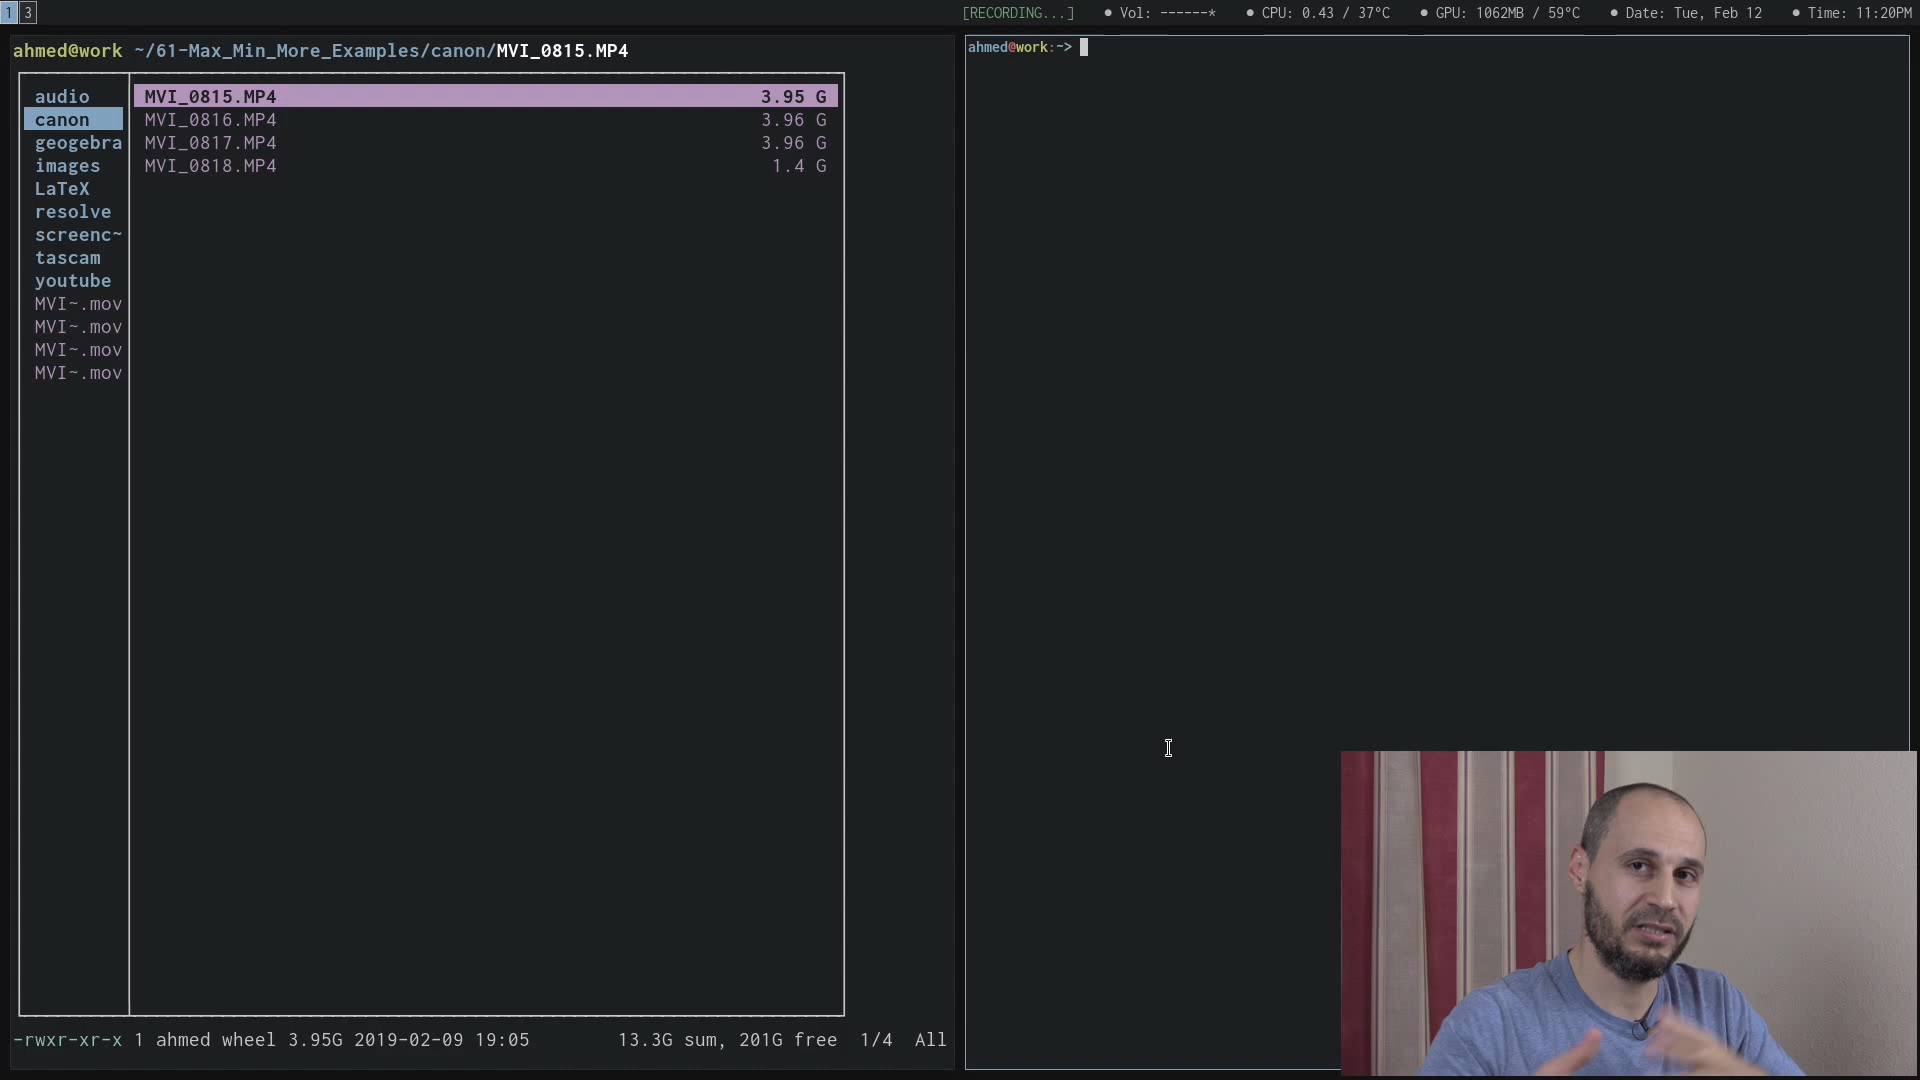 1 3 [RECORDING...] ● Vol: ------* ● CPU: 0.43 / 37°C ● GPU: 1062MB / 59°C ● Date: Tue, Feb 12 ● Time: 11:20PM
ahmed@work ~/61-Max_Min_More_Examples/canon/MVI_0815.MP4
audio
canon
geogebra
images
LaTeX
resolve
screenc~
tascam
youtube
MVI~.mov
MVI~.mov
MVI~.mov
MVI~.mov
MVI_0815.MP4 3.95 G
MVI_0816.MP4 3.96 G
MVI_0817.MP4 3.96 G
MVI_0818.MP4 1.4 G
-rwxr-xr-x 1 ahmed wheel 3.95G 2019-02-09 19:05 13.3G sum, 201G free 1/4 All
ahmed@work:~>